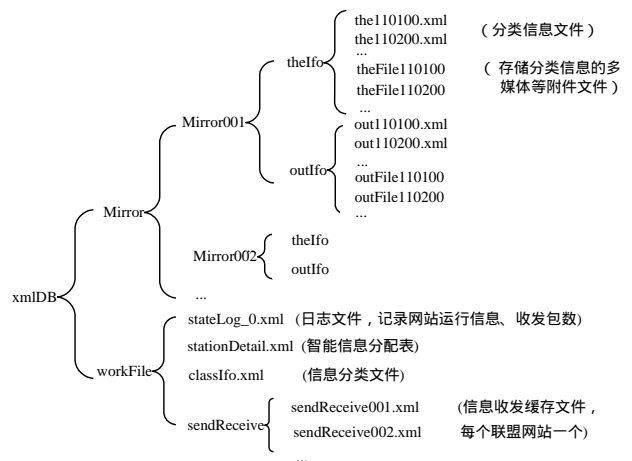 the110100.xml (分类信息文件)
the110200.xml
...
theIfo
theFile110100 (存储分类信息的多
theFile110200 媒体等附件文件)
...
Mirror001
out110100.xml
out110200.xml
...
outIfo
outFile110100
outFile110200
...
Mirror
theIfo
Mirror002
outIfo
...
xmlDB
stateLog_0.xml (日志文件,记录网站运行信息、收发包数)
stationDetail.xml (智能信息分配表)
workFile
classIfo.xml (信息分类文件)
sendReceive001.xml (信息收发缓存文件,
sendReceive
sendReceive002.xml 每个联盟网站一个)
...